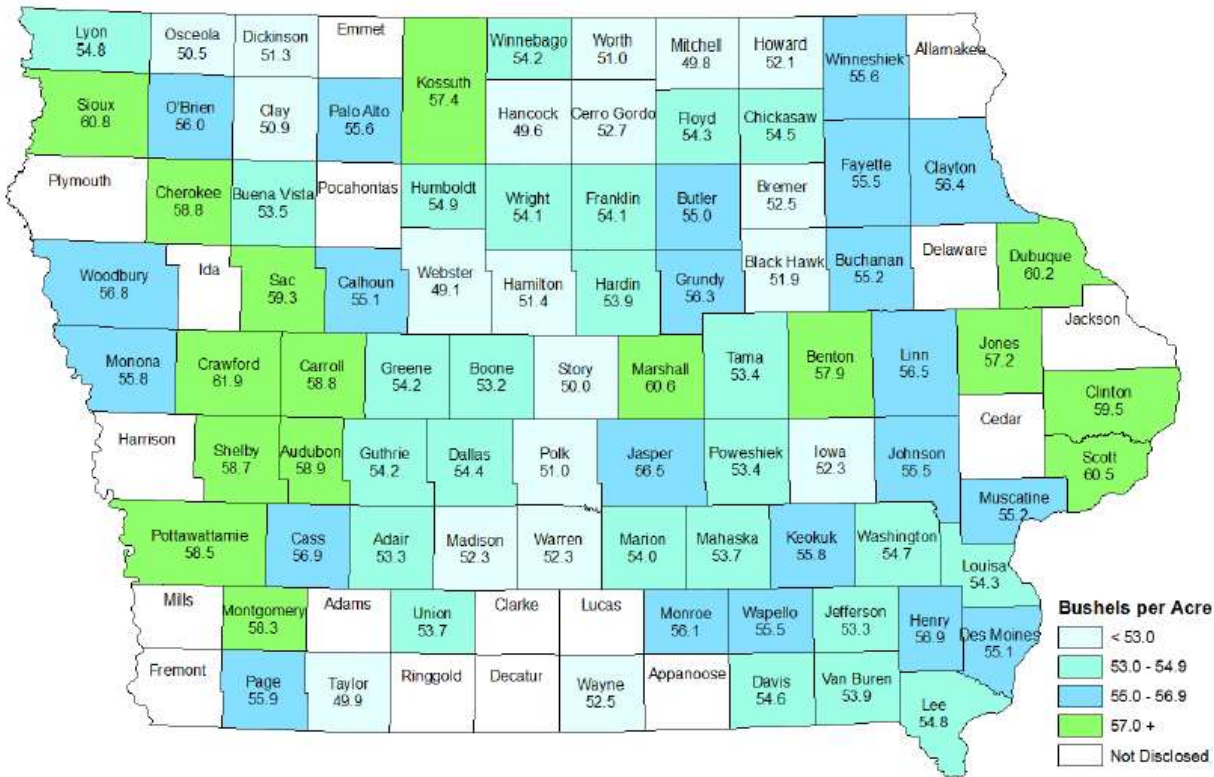 Lyon
54.8
Osceola
50.5
Dickinson
51.3
Emmet
Kossuth
57.4
Winnebago
54.2
Worth
51.0
Mitchell
49.8
Howard
52.1
Winneshiek
55.6
Allamakee
Sioux
60.8
O'Brien
56.0
Clay
50.9
Palo Alto
55.6
Hancock
49.6
Cerro Gordo
52.7
Floyd
54.3
Chickasaw
54.5
Fayette
55.5
Clayton
56.4
Plymouth
Cherokee
58.8
Buena Vista
53.5
Pocahontas
Humboldt
54.9
Wright
54.1
Franklin
54.1
Butler
55.0
Bremer
52.5
Woodbury
56.8
Ida
Sac
59.3
Calhoun
55.1
Webster
49.1
Hamilton
51.4
Hardin
53.9
Grundy
56.3
Black Hawk
51.9
Buchanan
55.2
Delaware
Dubuque
60.2
Jackson
Monona
55.8
Crawford
61.9
Carroll
58.8
Greene
54.2
Boone
53.2
Story
50.0
Marshall
60.6
Tama
53.4
Benton
57.9
Linn
56.5
Jones
57.2
Clinton
59.5
Cedar
Harrison
Shelby
58.7
Audubon
58.9
Guthrie
54.2
Dallas
54.4
Polk
51.0
Jasper
56.5
Poweshiek
53.4
Iowa
52.3
Johnson
55.5
Scott
60.5
Muscatine
55.2
Pottawattamie
58.5
Cass
56.9
Adair
53.3
Madison
52.3
Warren
52.3
Marion
54.0
Mahaska
53.7
Keokuk
55.8
Washington
54.7
Louisa
54.3
Mills
Montgomery
58.3
Adams
Union
53.7
Clarke
Lucas
Monroe
56.1
Wapello
55.5
Jefferson
53.3
Henry
56.9
Des Moines
55.1
Fremont
Page
55.9
Taylor
49.9
Ringgold
Decatur
Wayne
52.5
Appanoose
Davis
54.6
Van Buren
53.9
Lee
54.8
Bushels per Acre
< 53.0
53.0 - 54.9
55.0 - 56.9
57.0 +
Not Disclosed